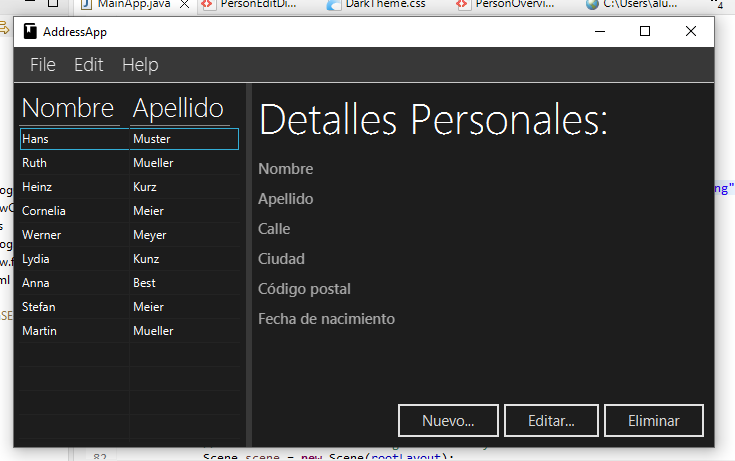 MainApp.java
PersonEditDi...
DarkTheme.css
PersonOvervi...
C:\Users\alu...
4
AddressApp
File Edit Help
Nombre Apellido
Hans Muster
Ruth Mueller
Heinz Kurz
Cornelia Meier
Werner Meyer
Lydia Kunz
Anna Best
Stefan Meier
Martin Mueller
Detalles Personales:
Nombre
Apellido
Calle
Ciudad
Código postal
Fecha de nacimiento
Nuevo... Editar... Eliminar
ng"
82
Scene scene = new Scene(rootLayout);